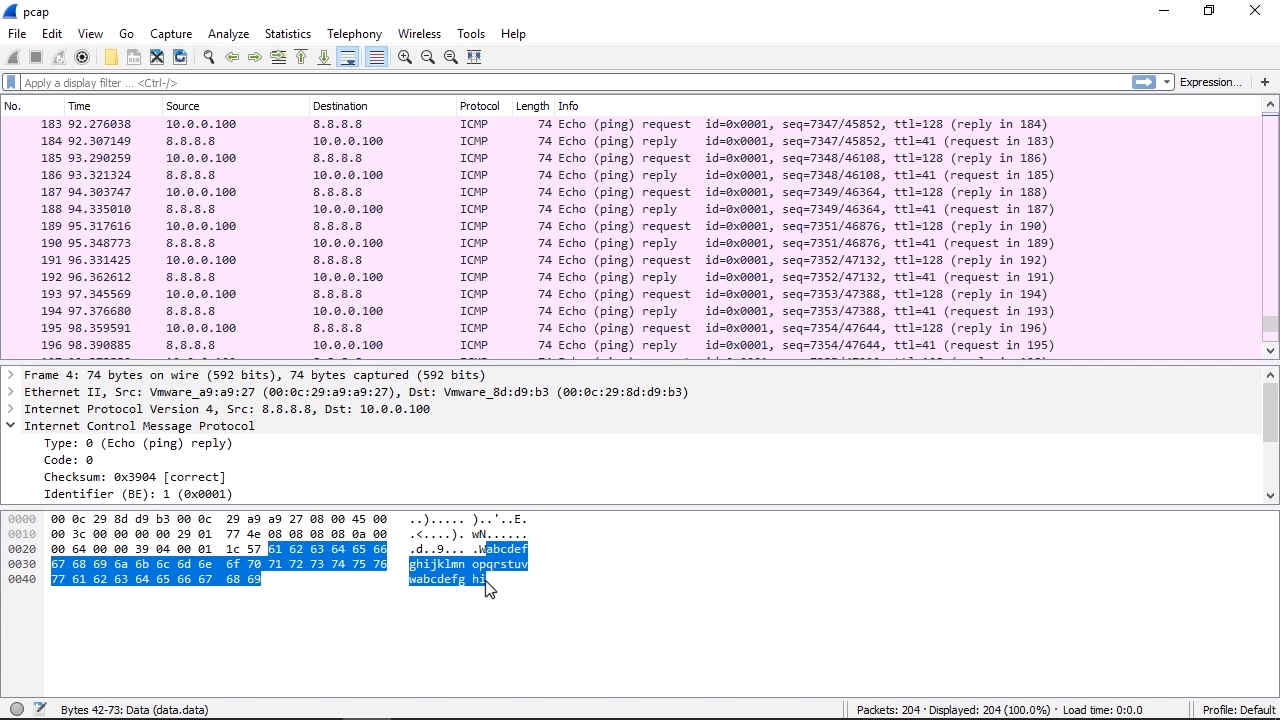 pcap
File Edit View Go Capture Analyze Statistics Telephony Wireless Tools Help
Apply a display filter ... <Ctrl-/> Expression... +
No. Time Source Destination Protocol Length Info
183 92.276038 10.0.0.100 8.8.8.8 ICMP 74 Echo (ping) request id=0x0001, seq=7347/45852, ttl=128 (reply in 184)
184 92.307149 8.8.8.8 10.0.0.100 ICMP 74 Echo (ping) reply id=0x0001, seq=7347/45852, ttl=41 (request in 183)
185 93.290259 10.0.0.100 8.8.8.8 ICMP 74 Echo (ping) request id=0x0001, seq=7348/46108, ttl=128 (reply in 186)
186 93.321324 8.8.8.8 10.0.0.100 ICMP 74 Echo (ping) reply id=0x0001, seq=7348/46108, ttl=41 (request in 185)
187 94.303747 10.0.0.100 8.8.8.8 ICMP 74 Echo (ping) request id=0x0001, seq=7349/46364, ttl=128 (reply in 188)
188 94.335010 8.8.8.8 10.0.0.100 ICMP 74 Echo (ping) reply id=0x0001, seq=7349/46364, ttl=41 (request in 187)
189 95.317616 10.0.0.100 8.8.8.8 ICMP 74 Echo (ping) request id=0x0001, seq=7351/46876, ttl=128 (reply in 190)
190 95.348773 8.8.8.8 10.0.0.100 ICMP 74 Echo (ping) reply id=0x0001, seq=7351/46876, ttl=41 (request in 189)
191 96.331425 10.0.0.100 8.8.8.8 ICMP 74 Echo (ping) request id=0x0001, seq=7352/47132, ttl=128 (reply in 192)
192 96.362612 8.8.8.8 10.0.0.100 ICMP 74 Echo (ping) reply id=0x0001, seq=7352/47132, ttl=41 (request in 191)
193 97.345569 10.0.0.100 8.8.8.8 ICMP 74 Echo (ping) request id=0x0001, seq=7353/47388, ttl=128 (reply in 194)
194 97.376680 8.8.8.8 10.0.0.100 ICMP 74 Echo (ping) reply id=0x0001, seq=7353/47388, ttl=41 (request in 193)
195 98.359591 10.0.0.100 8.8.8.8 ICMP 74 Echo (ping) request id=0x0001, seq=7354/47644, ttl=128 (reply in 196)
196 98.390885 8.8.8.8 10.0.0.100 ICMP 74 Echo (ping) reply id=0x0001, seq=7354/47644, ttl=41 (request in 195)
Frame 4: 74 bytes on wire (592 bits), 74 bytes captured (592 bits)
Ethernet II, Src: Vmware_a9:a9:27 (00:0c:29:a9:a9:27), Dst: Vmware_8d:d9:b3 (00:0c:29:8d:d9:b3)
Internet Protocol Version 4, Src: 8.8.8.8, Dst: 10.0.0.100
Internet Control Message Protocol
Type: 0 (Echo (ping) reply)
Code: 0
Checksum: 0x3904 [correct]
Identifier (BE): 1 (0x0001)
0000 00 0c 29 8d d9 b3 00 0c 29 a9 a9 27 08 00 45 00 ..)..... )..'..E.
0010 00 3c 00 00 00 00 29 01 77 4e 08 08 08 08 0a 00 .<....). wN......
0020 00 64 00 00 39 04 00 01 1c 57 61 62 63 64 65 66 .d..9... .Wabcdef
0030 67 68 69 6a 6b 6c 6d 6e 6f 70 71 72 73 74 75 76 ghijklmn opqrstuv
0040 77 61 62 63 64 65 66 67 68 69 wabcdefg hi
Bytes 42-73: Data (data.data) Packets: 204 · Displayed: 204 (100.0%) · Load time: 0:0.0 Profile: Default